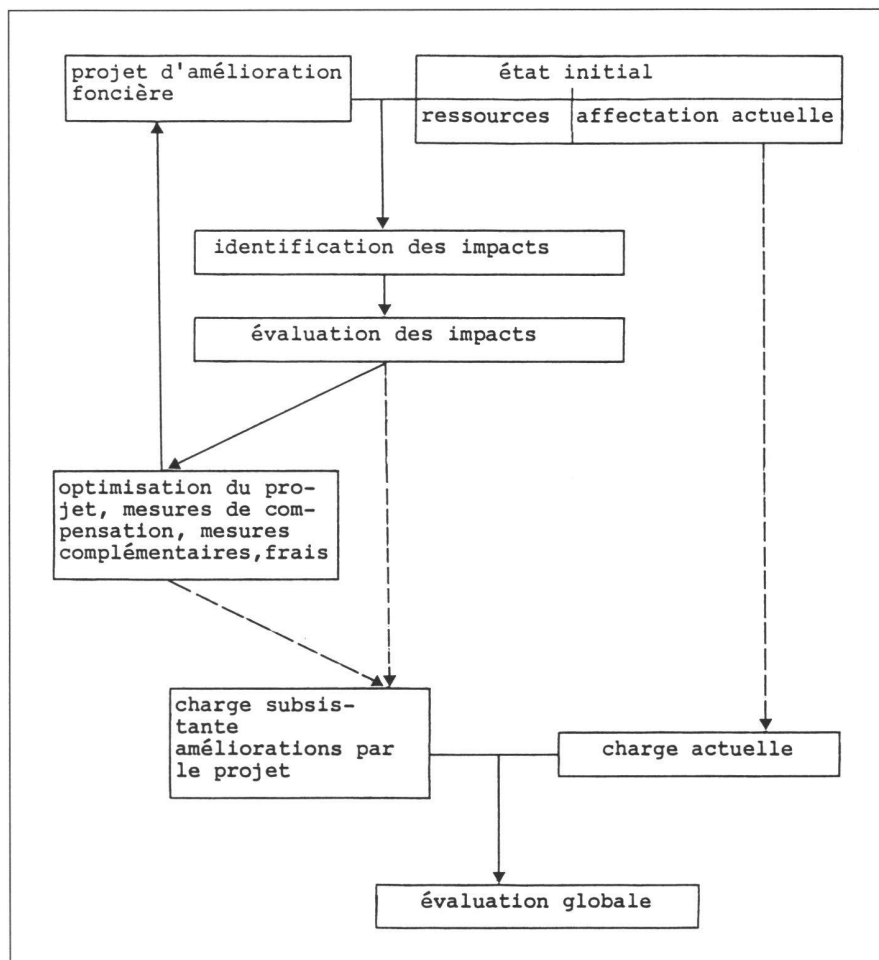 projet d'amélioration
foncière
état initial
ressources
affectation actuelle
identification des impacts
évaluation des impacts
optimisation du pro-
jet, mesures de com-
pensation, mesures
complémentaires,frais
charge subsis-
tante
améliorations par
le projet
charge actuelle
évaluation globale